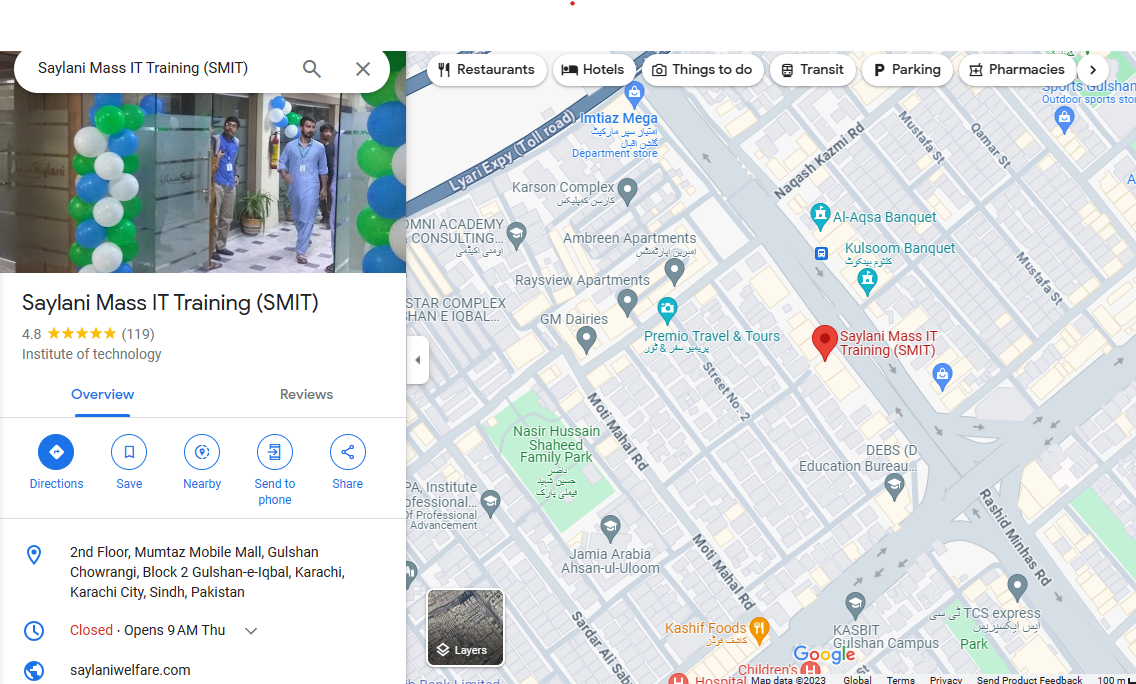 Saylani Mass IT Training (SMIT)
Saylani Mass IT Training (SMIT)
4.8
(119)
Institute of technology
Overview
Reviews
Directions
Save
Nearby
Send to
phone
Share
2nd Floor, Mumtaz Mobile Mall, Gulshan
Chowrangi, Block 2 Gulshan-e-Iqbal, Karachi,
Karachi City, Sindh, Pakistan
Closed · Opens 9 AM Thu
saylaniwelfare.com
Restaurants
Hotels
Things to do
Transit
Parking
Pharmacies
Sports Gulshan
Outdoor sports sto
Imtiaz Mega
امتیاز سپر مارکیٹ
گلشن اقبال
Department store
Lyari Expy (Toll road)
Naqash Kazmi Rd
Mustafa St
Qamar St
Karson Complex
کارسن کمپلیکس
Al-Aqsa Banquet
OMNI ACADEMY
CONSULTING...
اومنی اکیڈمی
Ambreen Apartments
امبرین اپارٹمنٹس
Kulsoom Banquet
کلثوم بینکوٹ
Mustafa St
Raysview Apartments
STAR COMPLEX
HAN E IQBAL...
GM Dairies
Premio Travel & Tours
پریمیو سفر & ٹور
Saylani Mass IT
Training (SMIT)
Street No. 2
Moti Mahal Rd
Nasir Hussain
Shaheed
Family Park
ناصر
حسین شہید
فیملی پارک
DEBS (D
Education Bureau...
PA, Institute
ofessional...
Of Professional
Advancement
Rashid Minhas Rd
Jamia Arabia
Ahsan-ul-Uloom
Moti Mahal Rd
TCS express
ٹی سی
ایس ایکسپریس
Sardar Ali Sab
Kashif Foods
کاشف فوڈز
KASBIT
Gulshan Campus
Park
Layers
Google
Children's
Hospital
ib Bank Limited
Map data ©2023
Global
Terms
Privacy
Send Product Feedback
100 m